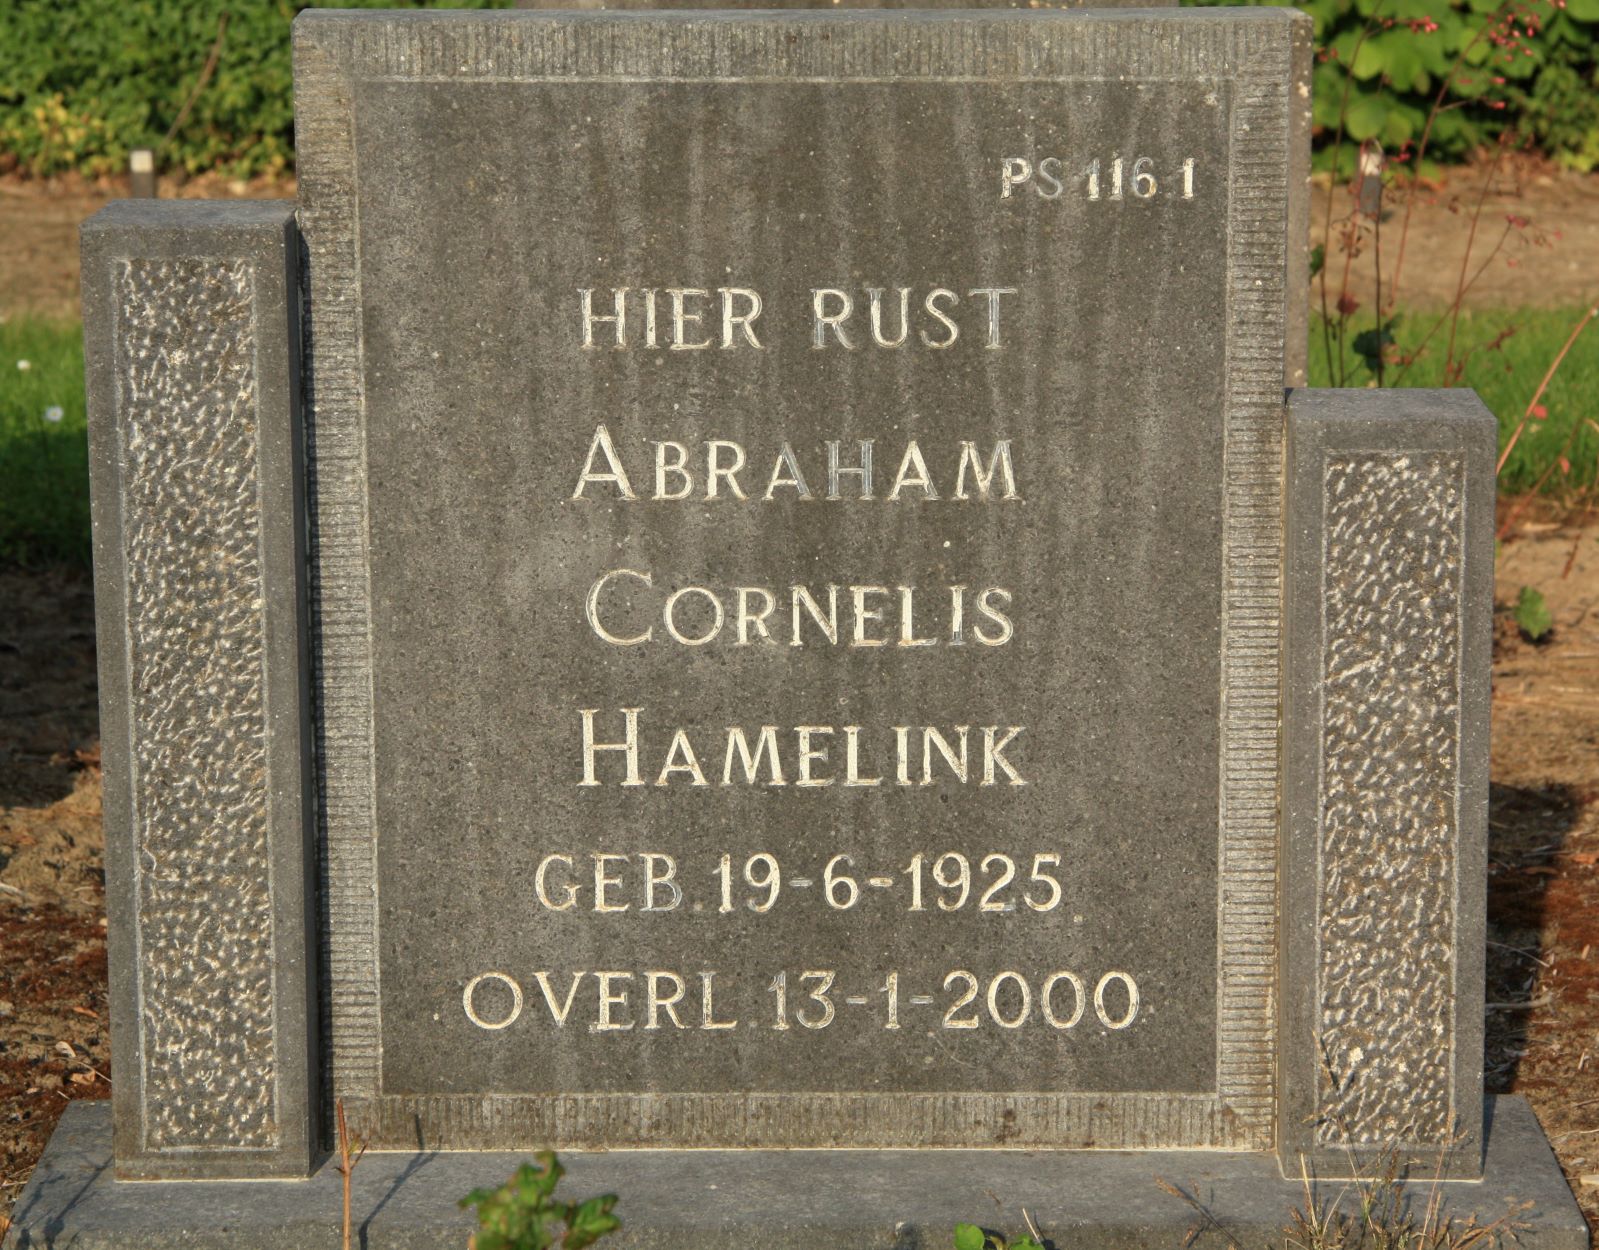 PS 116.1
HIER RUST
ABRAHAM
CORNELIS
HAMELINK
GEB. 19-6-1925
OVERL. 13-1-2000